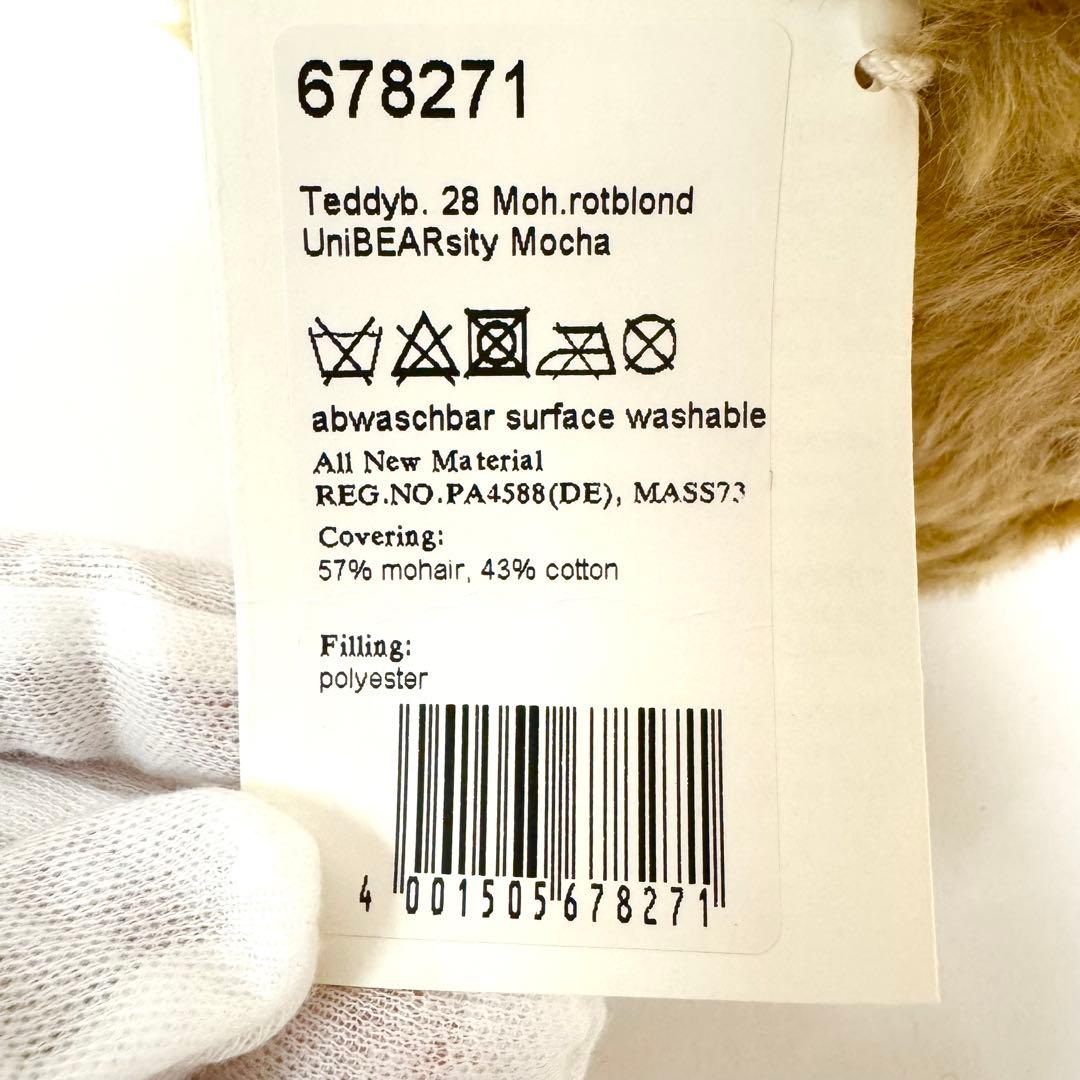 678271
Teddyb. 28 Moh.rotblond
UniBEARsity Mocha
abwaschbar surface washable
All New Material
REG.NO.PA4588(DE), MASS73
Covering:
57% mohair, 43% cotton
Filling:
polyester
4 001505 678271